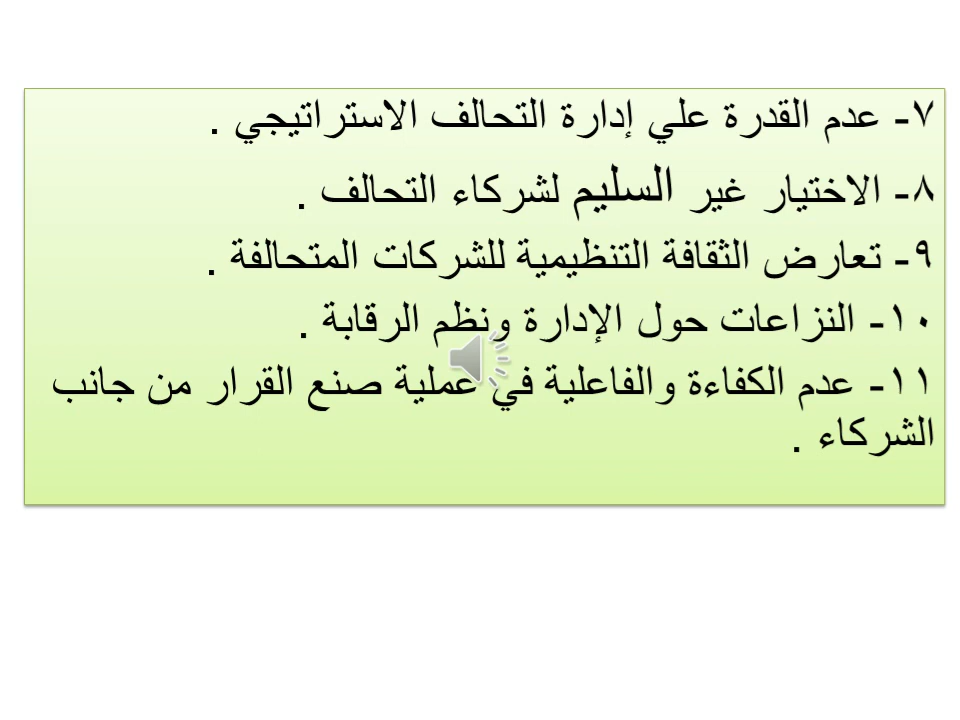 ٧- عدم القدرة علي إدارة التحالف الاستراتيجي .
٨- الاختيار غير السليم لشركاء التحالف .
٩- تعارض الثقافة التنظيمية للشركات المتحالفة .
١٠- النزاعات حول الإدارة ونظم الرقابة .
١١- عدم الكفاءة والفاعلية في عملية صنع القرار من جانب
الشركاء .